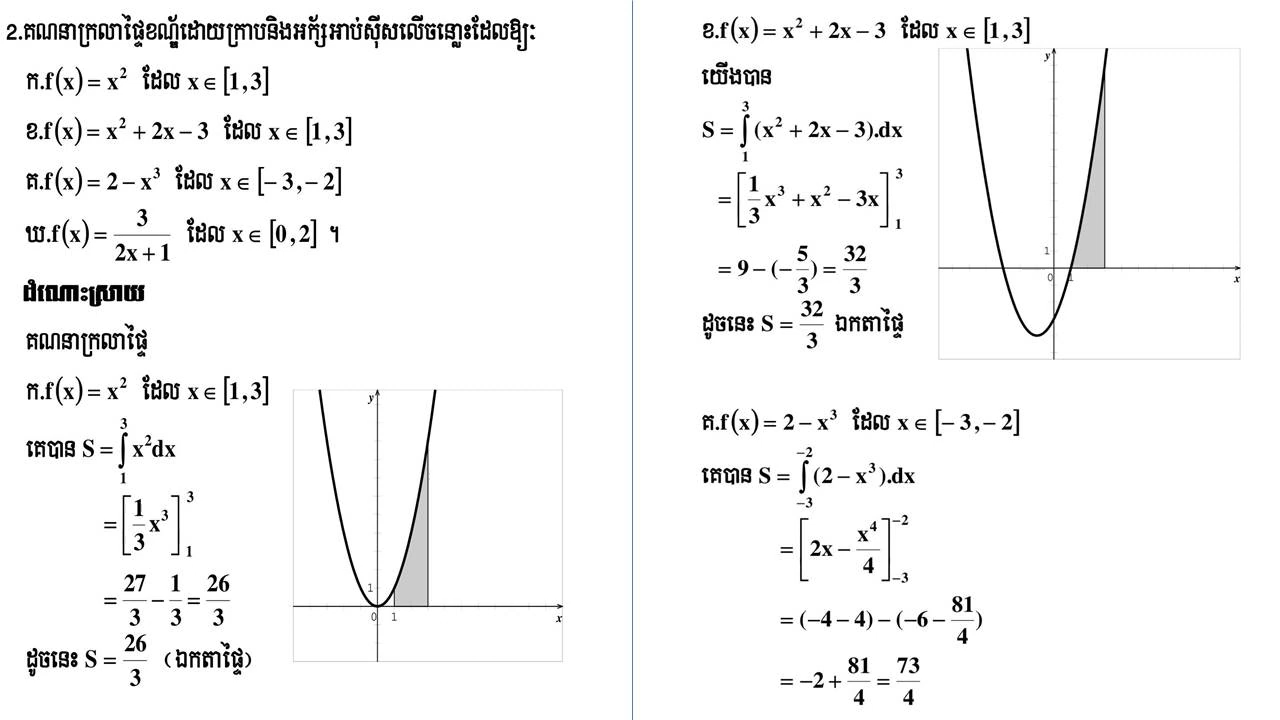 2.គណនាក្រលាផ្ទៃខណ្ឌ័ដោយក្រាបនិងអក្ស័រអាប់ស៊ីសលើចន្លោះដែលឱ្យៈ
ក.f(x) = x² ដែល x ∈ [1,3]
ខ.f(x) = x² + 2x − 3 ដែល x ∈ [1,3]
គ.f(x) = 2 − x³ ដែល x ∈ [−3,−2]
ឃ.f(x) = 3/(2x + 1) ដែល x ∈ [0,2] ។
ដំណោះស្រាយ
គណនាក្រលាផ្ទៃ
ក.f(x) = x² ដែល x ∈ [1,3]
គេបាន S = ∫₁³ x²dx
= [1/3 x³]₁³
= 27/3 − 1/3 = 26/3
ដូចនេះ S = 26/3 (ឯកតាផ្ទៃ)
y
1
0 1 x
ខ.f(x) = x² + 2x − 3 ដែល x ∈ [1,3]
យើងបាន
S = ∫₁³ (x² + 2x − 3).dx
= [1/3 x³ + x² − 3x]₁³
= 9 − (−5/3) = 32/3
ដូចនេះ S = 32/3 ឯកតាផ្ទៃ
y
1
0 1 x
គ.f(x) = 2 − x³ ដែល x ∈ [−3,−2]
គេបាន S = ∫₋₃⁻² (2 − x³).dx
= [2x − x⁴/4]₋₃⁻²
= (−4 − 4) − (−6 − 81/4)
= −2 + 81/4 = 73/4